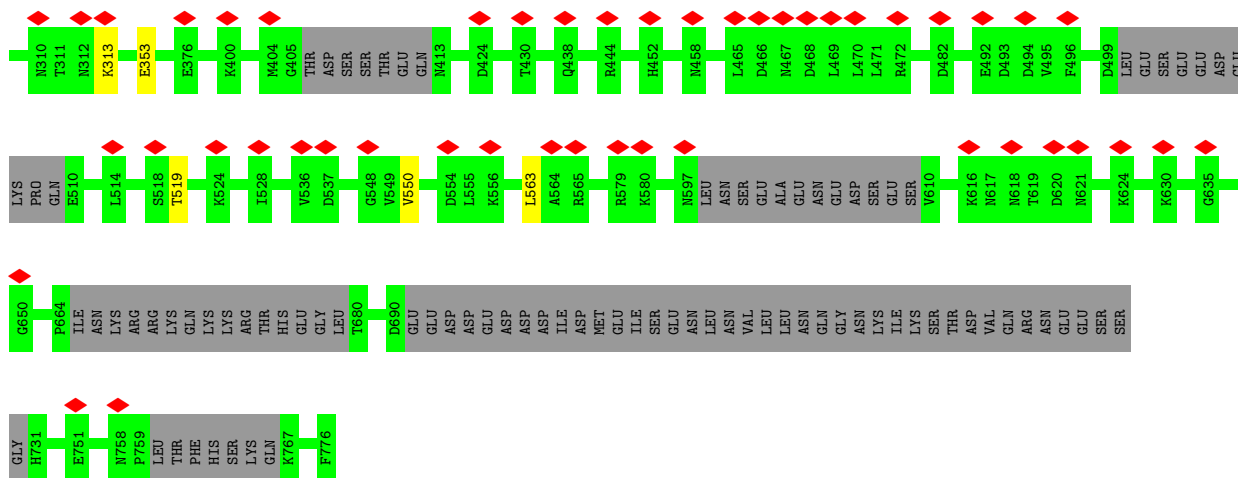 N310 T311 N312 K313 E353 E376 K400 M404 G405 THR ASP SER SER THR GLU GLN N413 D424 T430 Q438 R444 H452 N458 L465 D466 N467 D468 L469 L470 L471 R472 D482 E492 D493 D494 V495 F496 D499 LEU GLU SER GLU GLU ASP GLU
LYS PRO GLN E510 L514 S518 T519 K524 I528 V536 D537 G548 V549 V550 D554 L555 K556 L563 A564 R565 R579 K580 N597 LEU ASN SER GLU ALA GLU ASN GLU ASP SER GLU SER V610 K616 N617 N618 T619 D620 N621 K624 K630 G635
G650 P664 ILE ASN LYS ARG ARG LYS GLN LYS LYS ARG THR HIS GLU GLY LEU T680 D690 GLU GLU ASP ASP GLU ASP ASP ASP ILE ASP MET GLU ILE SER GLU ASN LEU ASN VAL LEU LEU ASN GLN GLY ASN LYS ILE LYS SER THR ASP VAL GLN ARG ASN GLU GLU SER SER
GLY H731 E751 N758 P759 LEU THR PHE HIS SER LYS GLN K767 F776